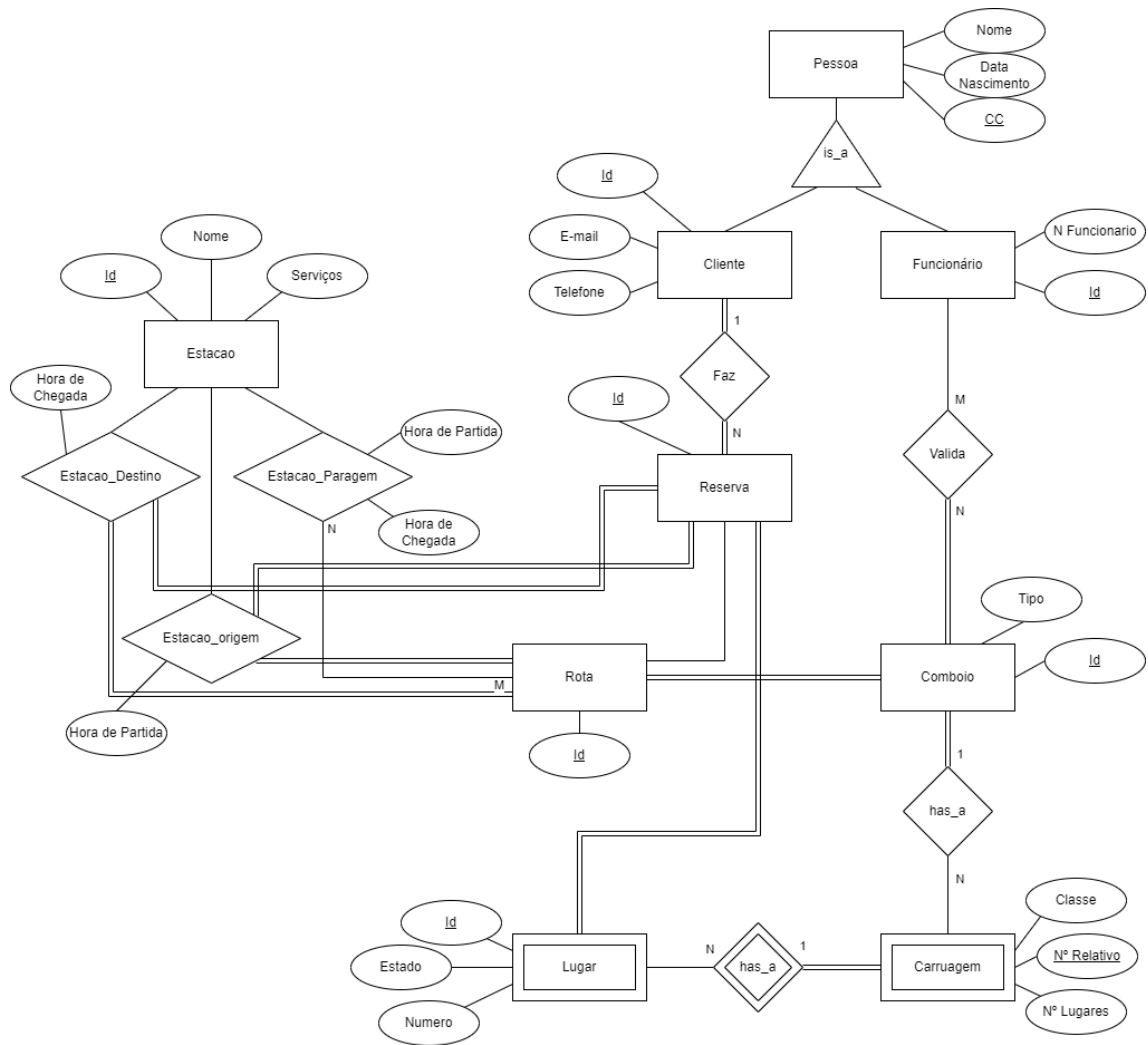 Nome
Pessoa
Data
Nascimento
CC
is_a
Id
Nome
E-mail
Cliente
Funcionário
N Funcionario
Id
Serviços
Telefone
Id
Estacao
1
Hora de
Chegada
Faz
Id
M
Hora de Partida
N
Valida
Estacao_Destino
Estacao_Paragem
Reserva
N
N
Hora de
Chegada
Tipo
Estacao_origem
Id
Rota
Comboio
M
Hora de Partida
Id
1
has_a
N
Classe
Id
N
1
Nº Relativo
Estado
Lugar
has_a
Carruagem
Numero
Nº Lugares